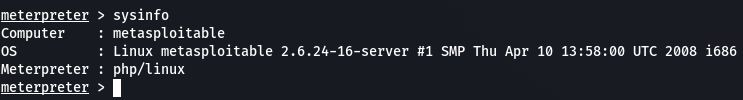 meterpreter > sysinfo
Computer    : metasploitable
OS          : Linux metasploitable 2.6.24-16-server #1 SMP Thu Apr 10 13:58:00 UTC 2008 i686
Meterpreter : php/linux
meterpreter >